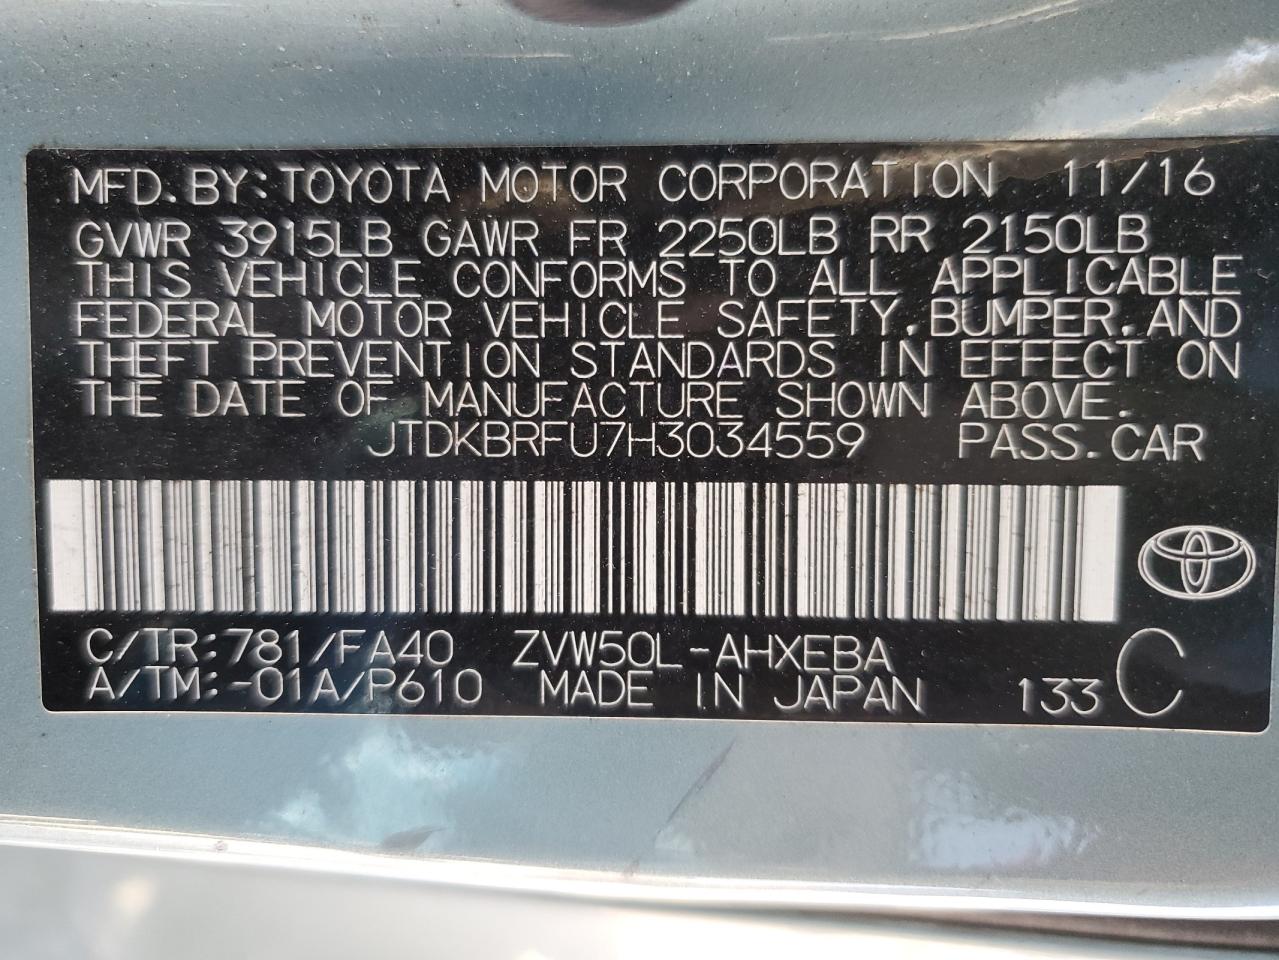 MFD. BY: TOYOTA MOTOR CORPORATION 11/16
GVWR 3915LB GAWR FR 2250LB RR 2150LB
THIS VEHICLE CONFORMS TO ALL APPLICABLE
FEDERAL MOTOR VEHICLE SAFETY, BUMPER, AND
THEFT PREVENTION STANDARDS IN EFFECT ON
THE DATE OF MANUFACTURE SHOWN ABOVE.
JTDKBRFU7H3034559 PASS. CAR
C/TR: 781/FA40 ZVW50L-AHXEBA
A/TM: -01A/P610 MADE IN JAPAN 133 C